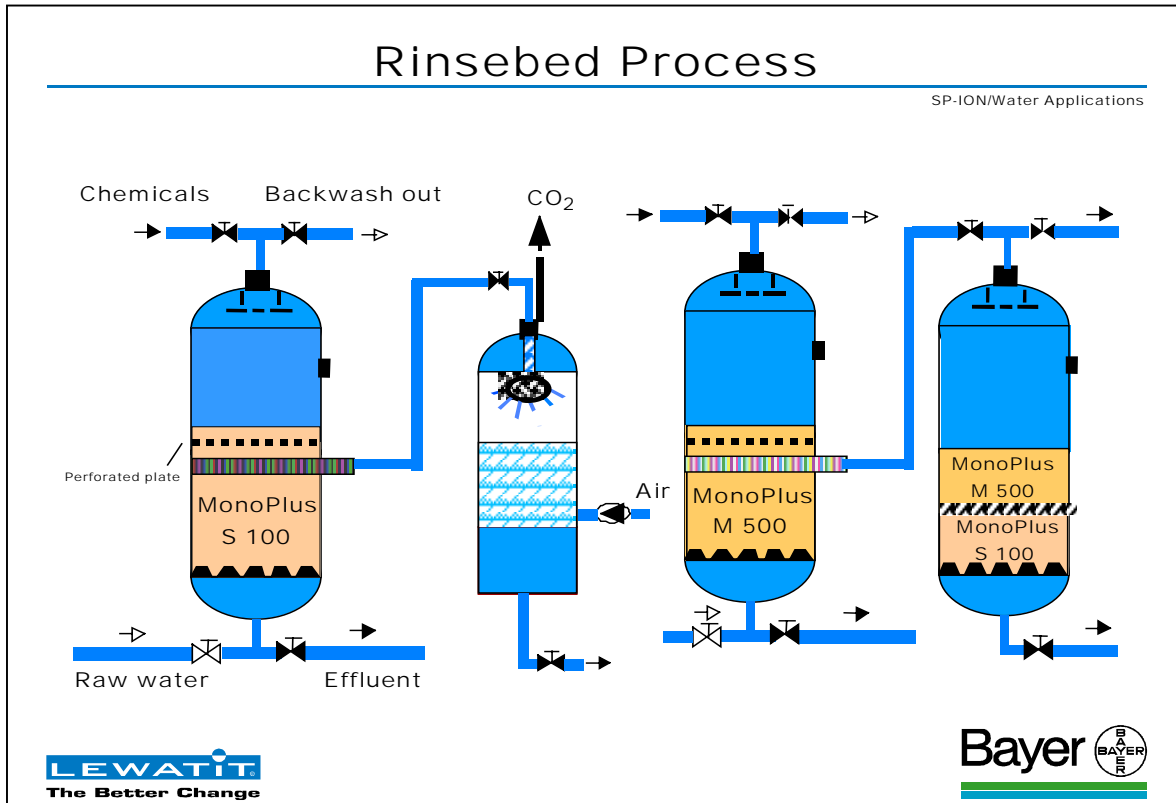 Rinsebed Process
SP-ION/Water Applications
Chemicals
Backwash out
CO2
Perforated plate
MonoPlus
S 100
Air
MonoPlus
M 500
MonoPlus
M 500
MonoPlus
S 100
Raw water
Effluent
LEWATIT
The Better Change
Bayer
BAYER
BAYER